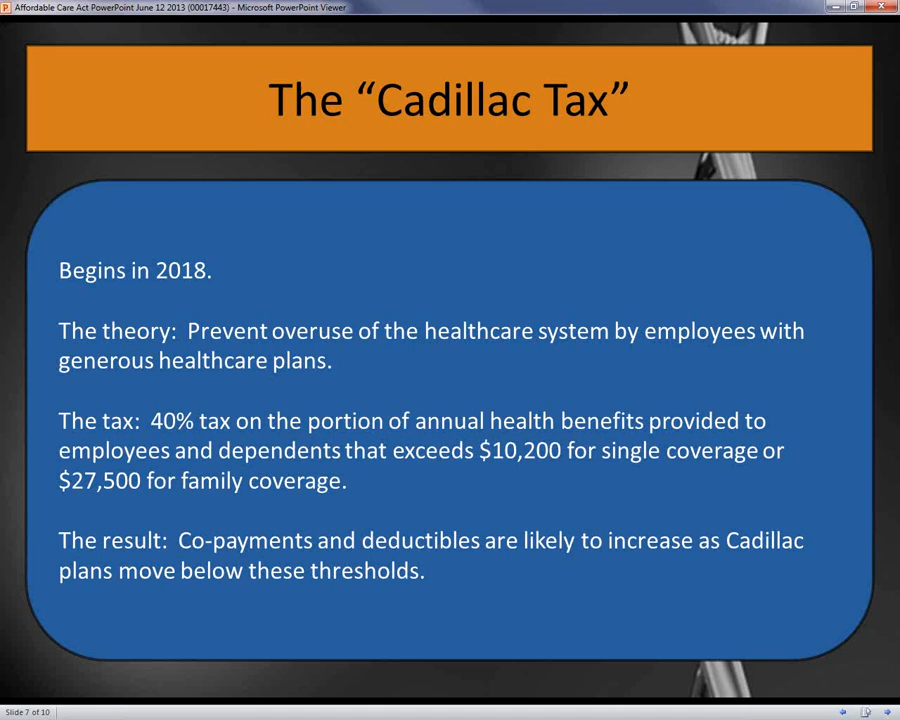 Affordable Care Act PowerPoint June 12 2013 (00017443) - Microsoft PowerPoint Viewer
The “Cadillac Tax”
Begins in 2018.
The theory:  Prevent overuse of the healthcare system by employees with
generous healthcare plans.
The tax:  40% tax on the portion of annual health benefits provided to
employees and dependents that exceeds $10,200 for single coverage or
$27,500 for family coverage.
The result:  Co-payments and deductibles are likely to increase as Cadillac
plans move below these thresholds.
Slide 7 of 10